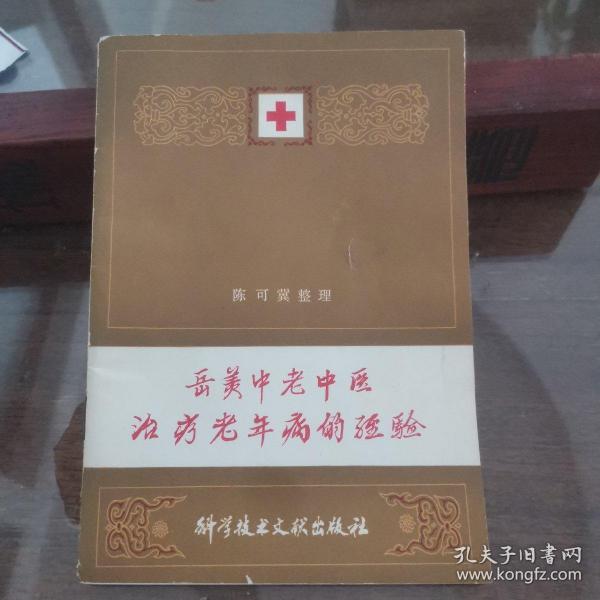 陈可冀整理
岳美中老中医
治疗老年病的经验
科学技术文献出版社
孔夫子旧书网
www.kongfz.com